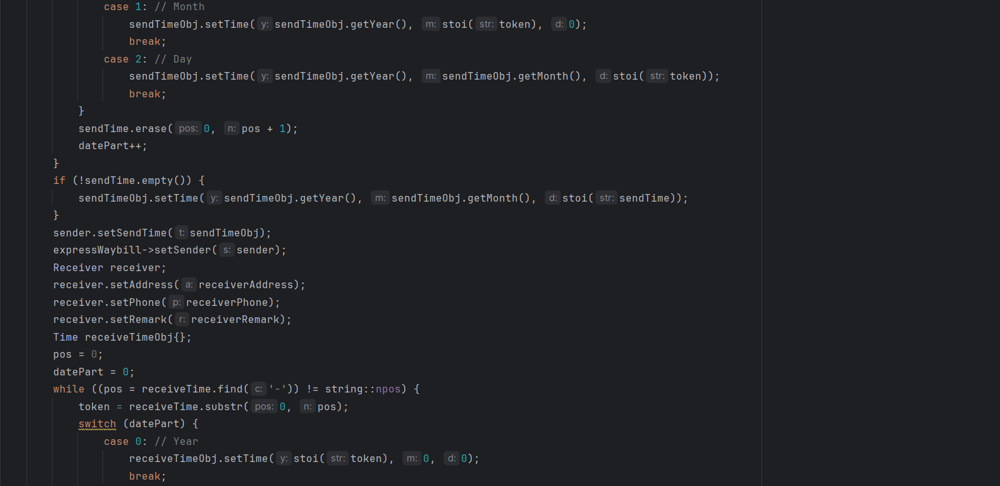 case 1: // Month
sendTimeObj.setTime( y: sendTimeObj.getYear(), m: stoi( str: token), d: 0);
break;
case 2: // Day
sendTimeObj.setTime( y: sendTimeObj.getYear(), m: sendTimeObj.getMonth(), d: stoi( str: token));
break;
}
sendTime.erase( pos: 0, n: pos + 1);
datePart++;
}
if (!sendTime.empty()) {
sendTimeObj.setTime( y: sendTimeObj.getYear(), m: sendTimeObj.getMonth(), d: stoi( str: sendTime));
}
sender.setSendTime( t: sendTimeObj);
expressWaybill->setSender( s: sender);
Receiver receiver;
receiver.setAddress( a: receiverAddress);
receiver.setPhone( p: receiverPhone);
receiver.setRemark( r: receiverRemark);
Time receiveTimeObj{};
pos = 0;
datePart = 0;
while ((pos = receiveTime.find( c: '-')) != string::npos) {
token = receiveTime.substr( pos: 0, n: pos);
switch (datePart) {
case 0: // Year
receiveTimeObj.setTime( y: stoi( str: token), m: 0, d: 0);
break;